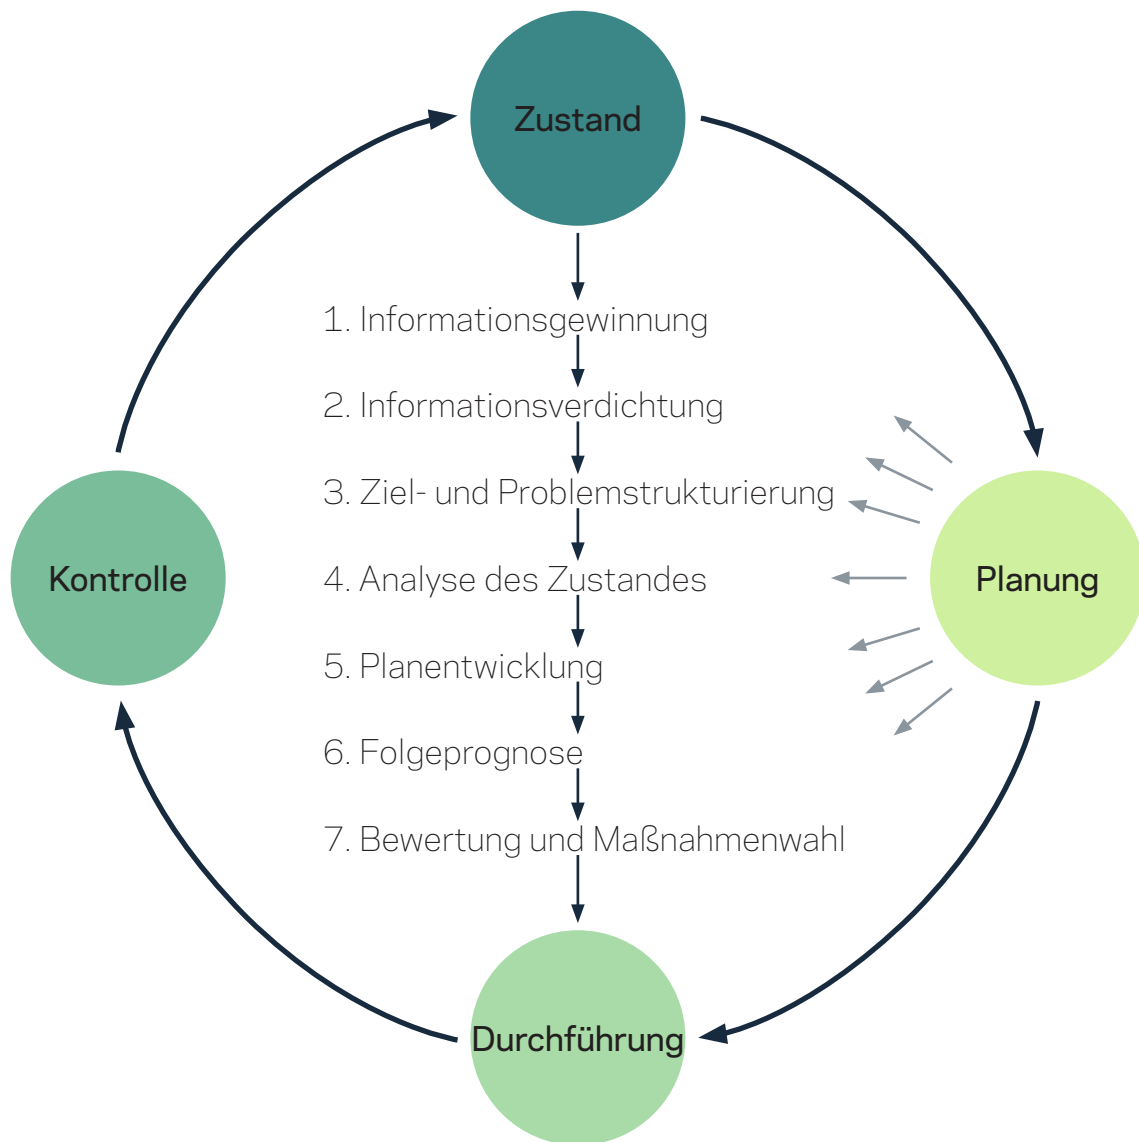 Zustand
1. Informationsgewinnung
2. Informationsverdichtung
3. Ziel- und Problemstrukturierung
4. Analyse des Zustandes
Kontrolle
Planung
5. Planentwicklung
6. Folgeprognose
7. Bewertung und Maßnahmenwahl
Durchführung